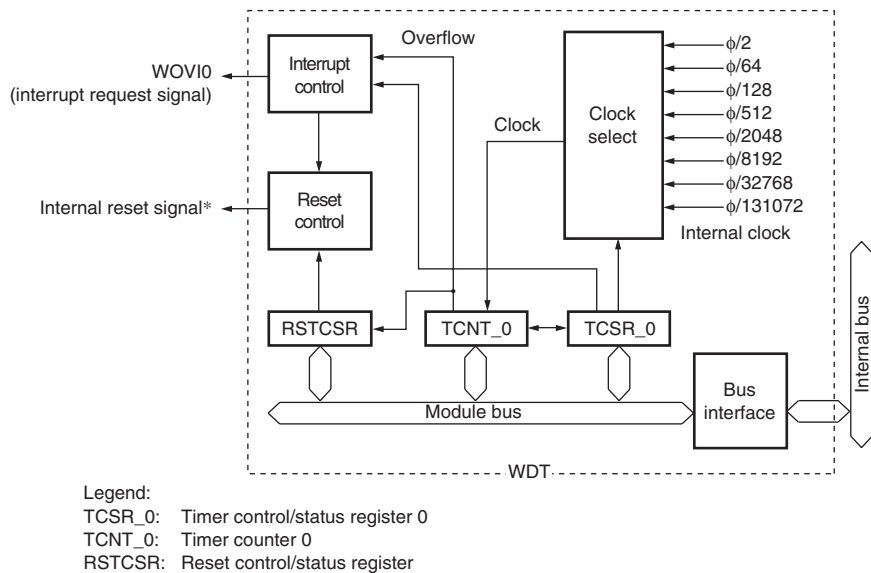 Overflow
WOVI0
(interrupt request signal)
Interrupt
control
Clock
Clock
select
ϕ/2
ϕ/64
ϕ/128
ϕ/512
ϕ/2048
ϕ/8192
ϕ/32768
ϕ/131072
Internal clock
Internal reset signal*
Reset
control
RSTCSR
TCNT_0
TCSR_0
Module bus
Bus
interface
Internal bus
WDT
Legend:
TCSR_0: Timer control/status register 0
TCNT_0: Timer counter 0
RSTCSR: Reset control/status register